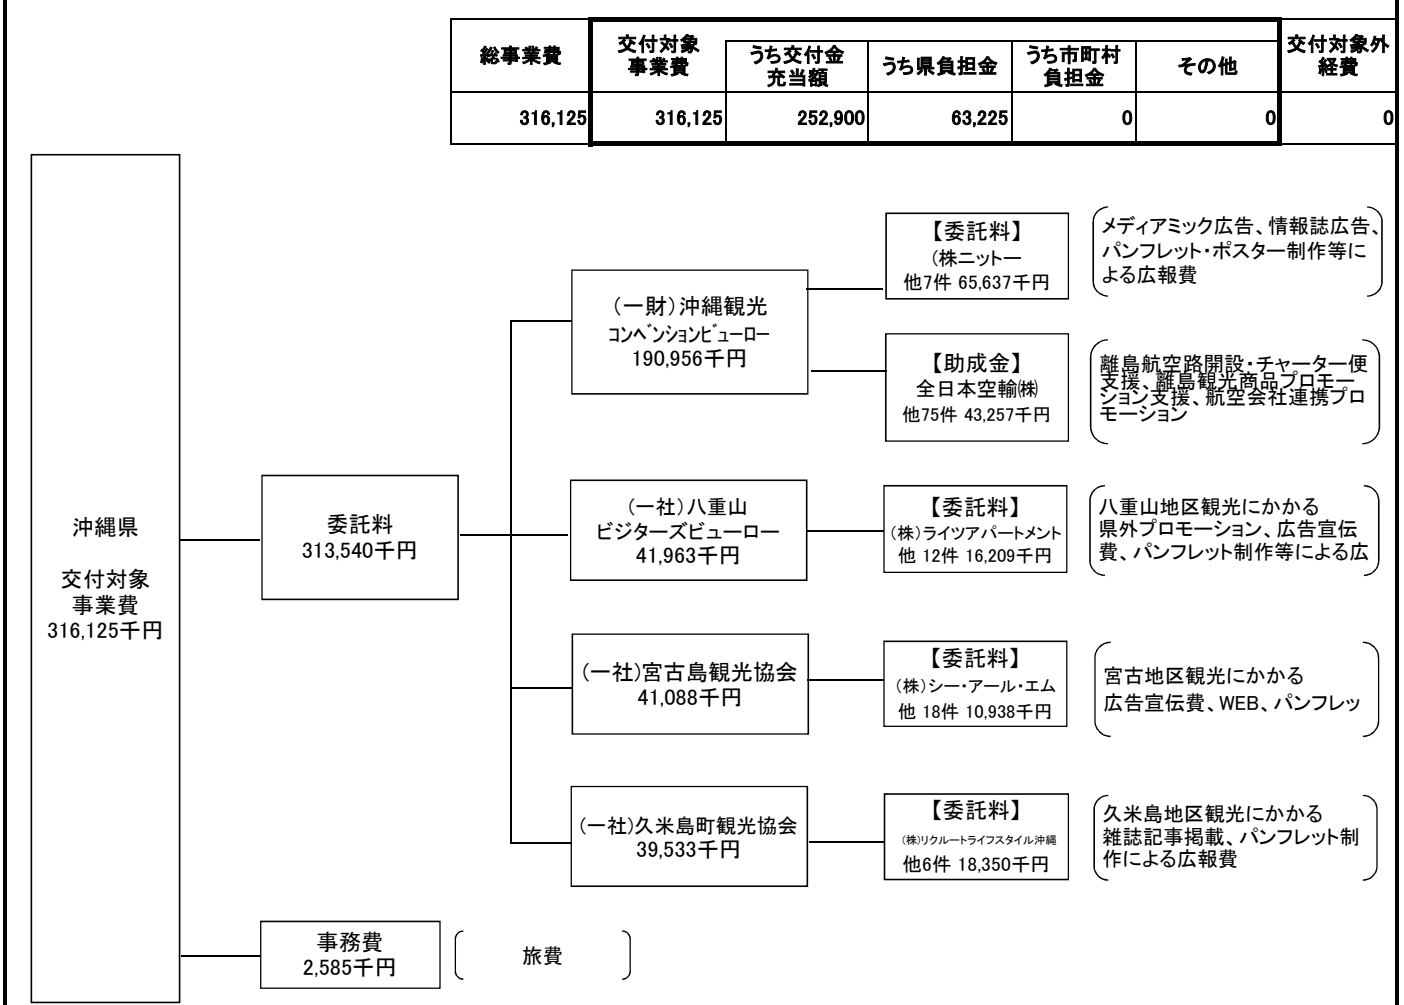 総事業費
交付対象
事業費
うち交付金
充当額
うち県負担金
うち市町村
負担金
その他
交付対象外
経費
316,125
316,125
252,900
63,225
0
0
0
沖縄県
交付対象
事業費
316,125千円
委託料
313,540千円
(一財)沖縄観光
コンベンションビューロー
190,956千円
【委託料】
(株ニットー
他7件 65,637千円
メディアミック広告、情報誌広告、
パンフレット・ポスター制作等に
よる広報費
【助成金】
全日本空輸㈱
他75件 43,257千円
離島航空路開設・チャーター便
支援、離島観光商品プロモー
ション支援、航空会社連携プロ
モーション
(一社)八重山
ビジターズビューロー
41,963千円
【委託料】
(株)ライツアパートメント
他 12件 16,209千円
八重山地区観光にかかる
県外プロモーション、広告宣伝
費、パンフレット制作等による広
(一社)宮古島観光協会
41,088千円
【委託料】
(株)シー・アール・エム
他 18件 10,938千円
宮古地区観光にかかる
広告宣伝費、WEB、パンフレッ
(一社)久米島町観光協会
39,533千円
【委託料】
(株)リクルートライフスタイル沖縄
他6件 18,350千円
久米島地区観光にかかる
雑誌記事掲載、パンフレット制
作による広報費
事務費
2,585千円
旅費